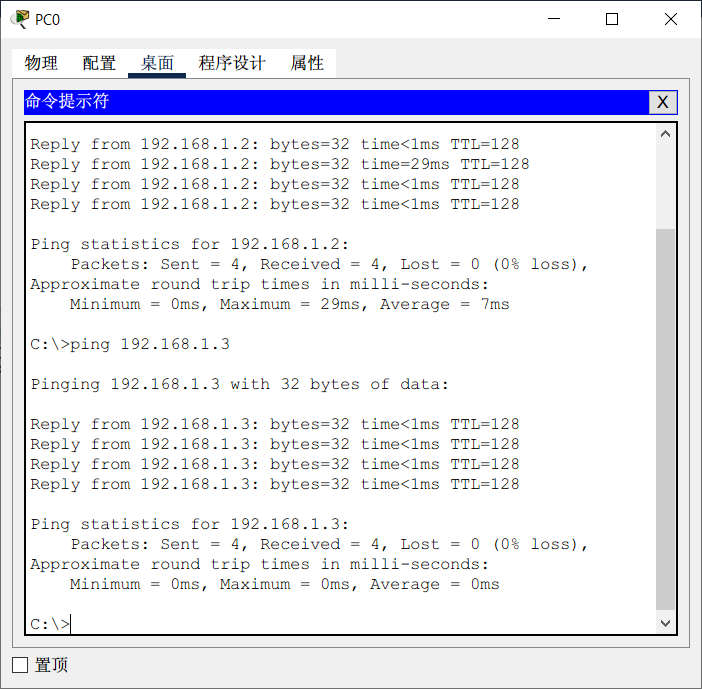 PC0
物理 配置 桌面 程序设计 属性
命令提示符 X
Reply from 192.168.1.2: bytes=32 time<1ms TTL=128
Reply from 192.168.1.2: bytes=32 time=29ms TTL=128
Reply from 192.168.1.2: bytes=32 time<1ms TTL=128
Reply from 192.168.1.2: bytes=32 time<1ms TTL=128
Ping statistics for 192.168.1.2:
Packets: Sent = 4, Received = 4, Lost = 0 (0% loss),
Approximate round trip times in milli-seconds:
Minimum = 0ms, Maximum = 29ms, Average = 7ms
C:\>ping 192.168.1.3
Pinging 192.168.1.3 with 32 bytes of data:
Reply from 192.168.1.3: bytes=32 time<1ms TTL=128
Reply from 192.168.1.3: bytes=32 time<1ms TTL=128
Reply from 192.168.1.3: bytes=32 time<1ms TTL=128
Reply from 192.168.1.3: bytes=32 time<1ms TTL=128
Ping statistics for 192.168.1.3:
Packets: Sent = 4, Received = 4, Lost = 0 (0% loss),
Approximate round trip times in milli-seconds:
Minimum = 0ms, Maximum = 0ms, Average = 0ms
C:\>
置顶